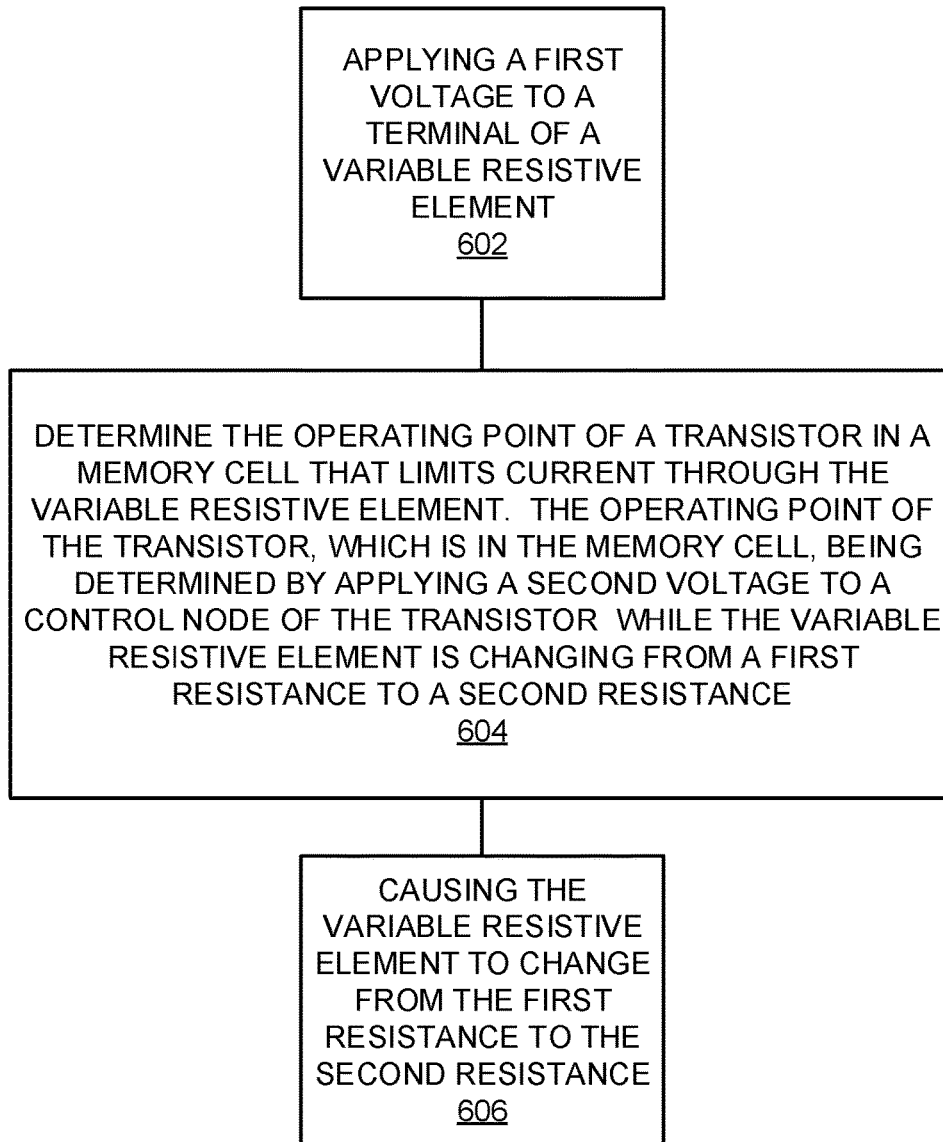 APPLYING A FIRST
VOLTAGE TO A
TERMINAL OF A
VARIABLE RESISTIVE
ELEMENT
602
DETERMINE THE OPERATING POINT OF A TRANSISTOR IN A
MEMORY CELL THAT LIMITS CURRENT THROUGH THE
VARIABLE RESISTIVE ELEMENT. THE OPERATING POINT OF
THE TRANSISTOR, WHICH IS IN THE MEMORY CELL, BEING
DETERMINED BY APPLYING A SECOND VOLTAGE TO A
CONTROL NODE OF THE TRANSISTOR WHILE THE VARIABLE
RESISTIVE ELEMENT IS CHANGING FROM A FIRST
RESISTANCE TO A SECOND RESISTANCE
604
CAUSING THE
VARIABLE RESISTIVE
ELEMENT TO CHANGE
FROM THE FIRST
RESISTANCE TO THE
SECOND RESISTANCE
606